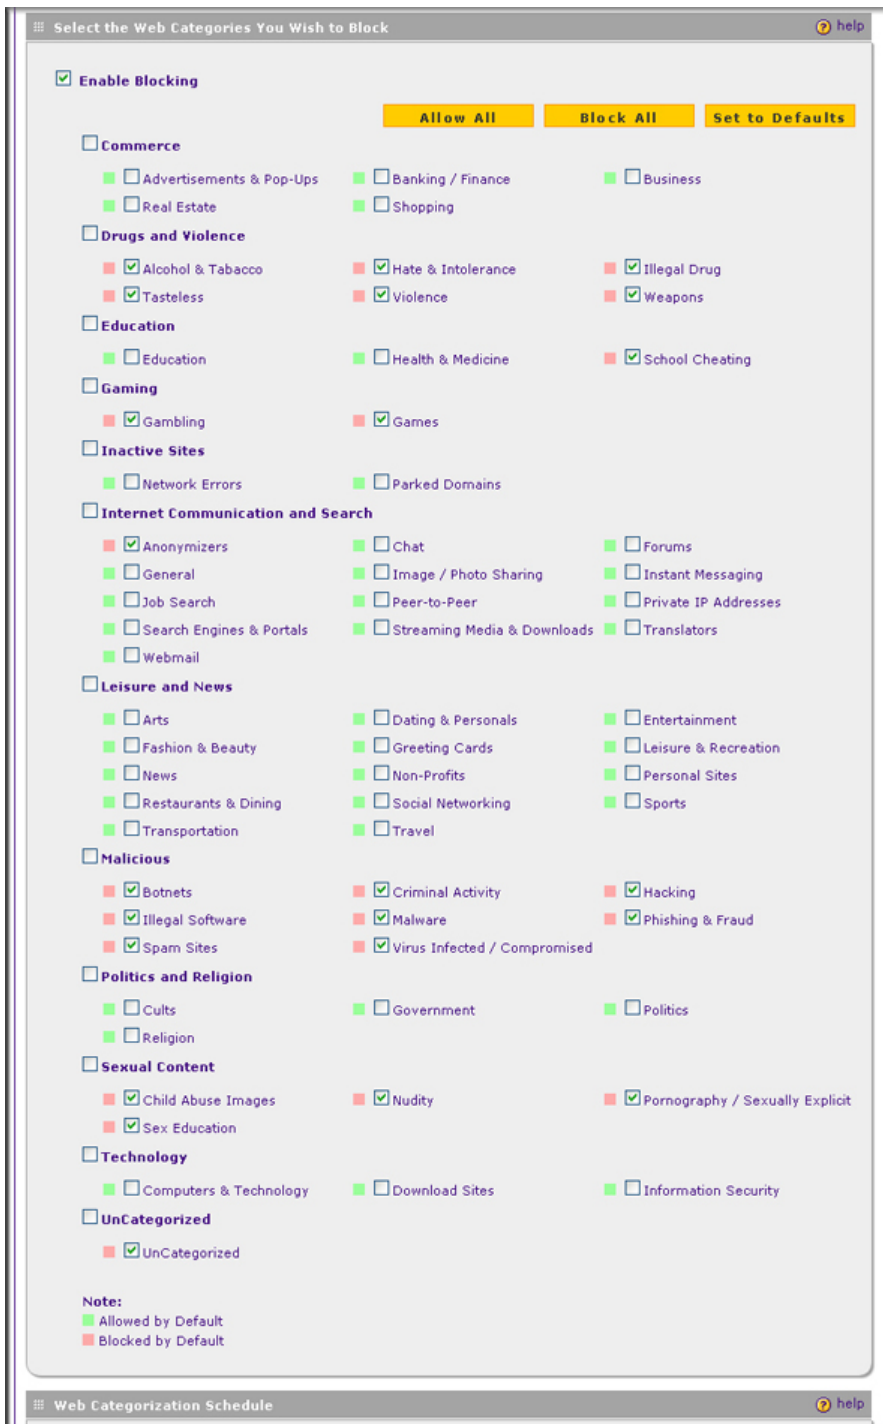 Select the Web Categories You Wish to Block help
Enable Blocking
Allow All Block All Set to Defaults
Commerce
Advertisements & Pop-Ups Banking / Finance Business
Real Estate Shopping
Drugs and Violence
Alcohol & Tabacco Hate & Intolerance Illegal Drug
Tasteless Violence Weapons
Education
Education Health & Medicine School Cheating
Gaming
Gambling Games
Inactive Sites
Network Errors Parked Domains
Internet Communication and Search
Anonymizers Chat Forums
General Image / Photo Sharing Instant Messaging
Job Search Peer-to-Peer Private IP Addresses
Search Engines & Portals Streaming Media & Downloads Translators
Webmail
Leisure and News
Arts Dating & Personals Entertainment
Fashion & Beauty Greeting Cards Leisure & Recreation
News Non-Profits Personal Sites
Restaurants & Dining Social Networking Sports
Transportation Travel
Malicious
Botnets Criminal Activity Hacking
Illegal Software Malware Phishing & Fraud
Spam Sites Virus Infected / Compromised
Politics and Religion
Cults Government Politics
Religion
Sexual Content
Child Abuse Images Nudity Pornography / Sexually Explicit
Sex Education
Technology
Computers & Technology Download Sites Information Security
UnCategorized
UnCategorized
Note:
Allowed by Default
Blocked by Default
Web Categorization Schedule help